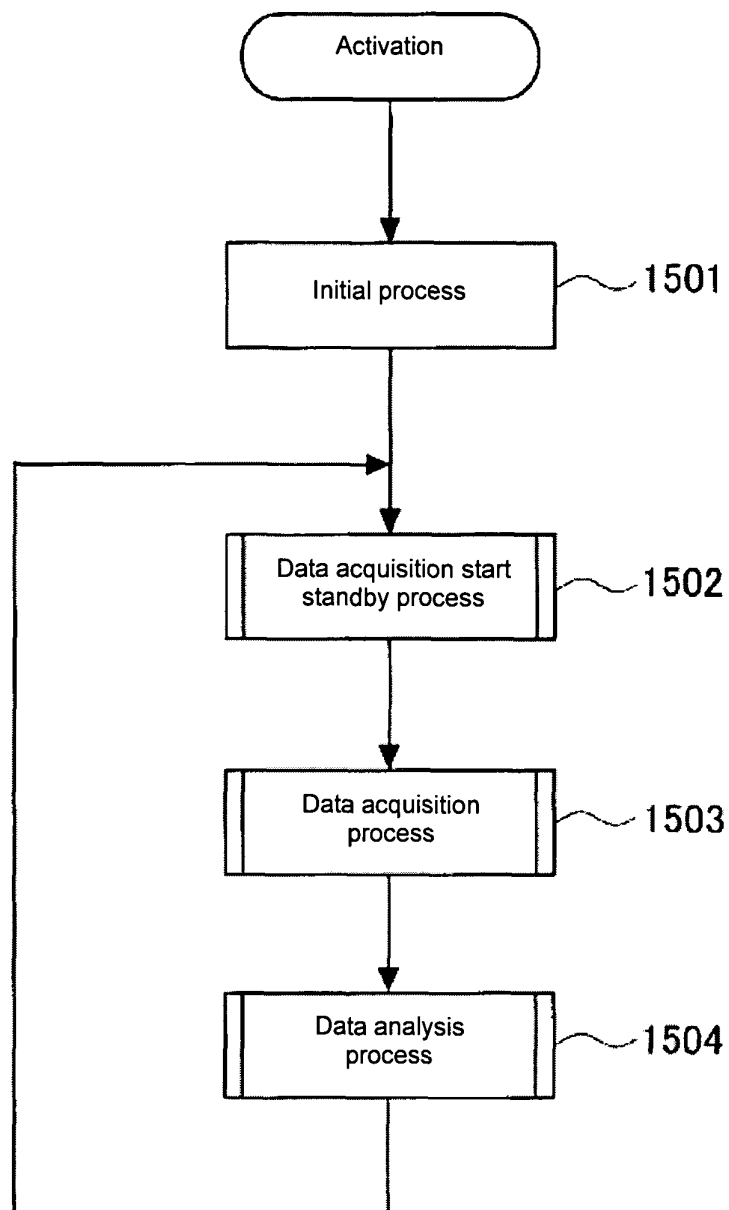 Activation
Initial process
1501
Data acquisition start
standby process
1502
Data acquisition
process
1503
Data analysis
process
1504